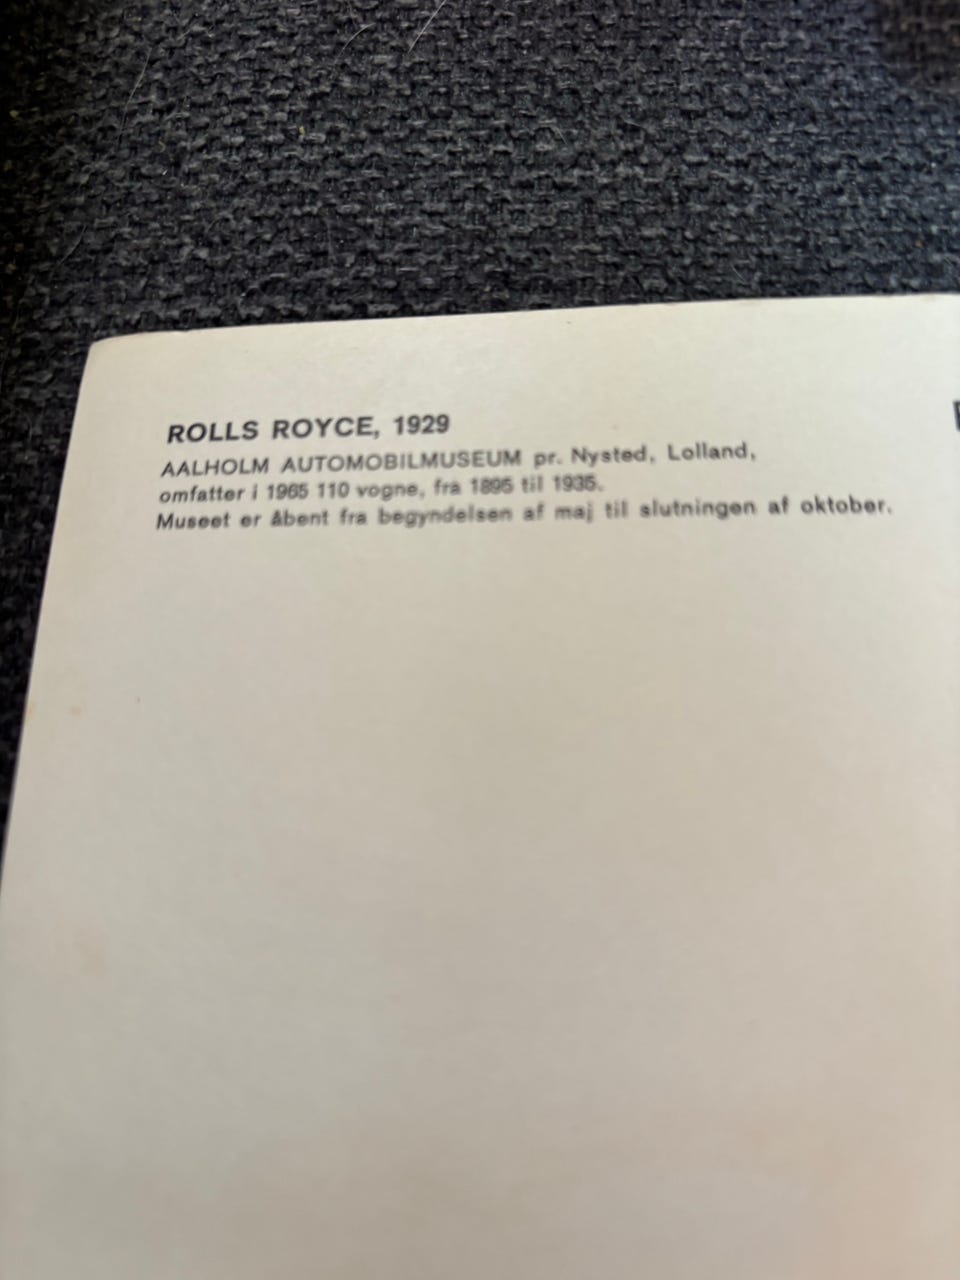 ROLLS ROYCE, 1929
AALHOLM AUTOMOBILMUSEUM pr. Nysted, Lolland,
omfatter i 1965 110 vogne, fra 1895 til 1935.
Museet er åbent fra begyndelsen af maj til slutningen af oktober.